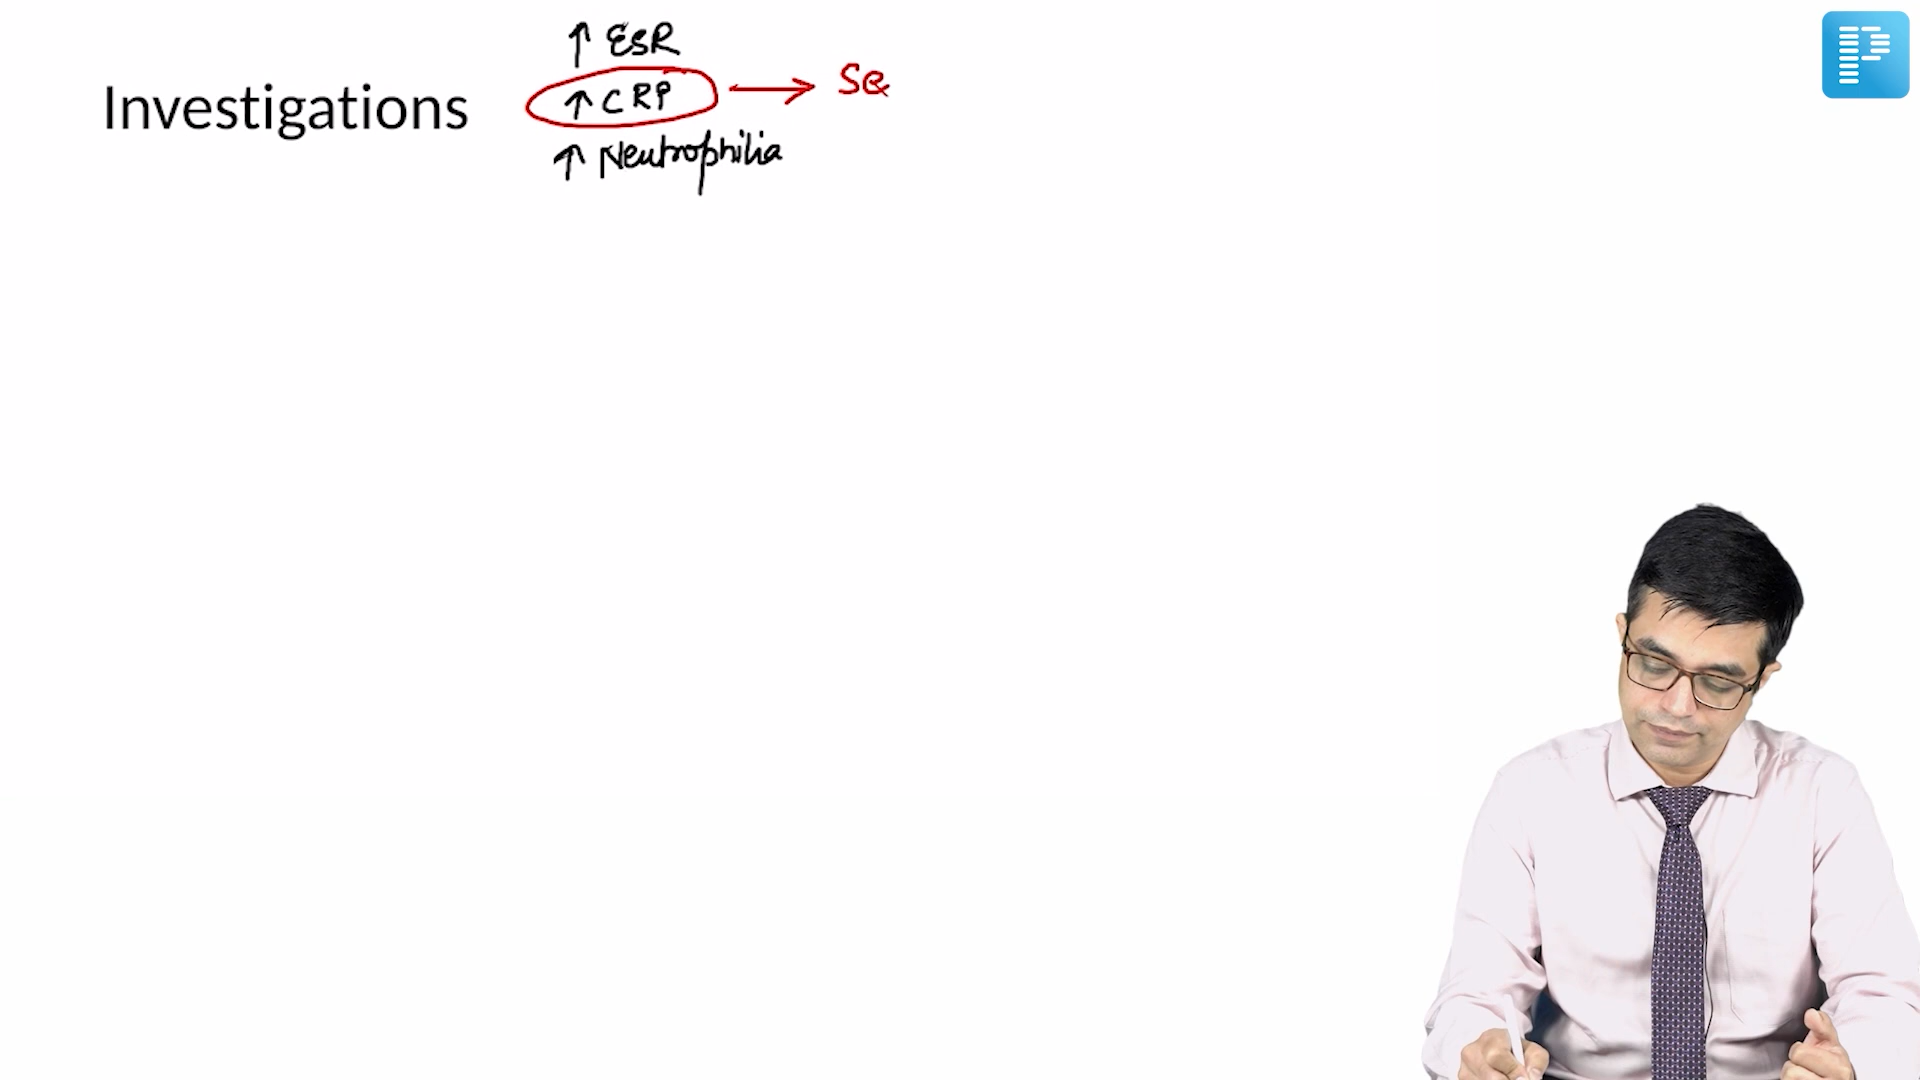 ↑ ESR
Investigations
↑ CRP → Se
↑ Neutrophilia